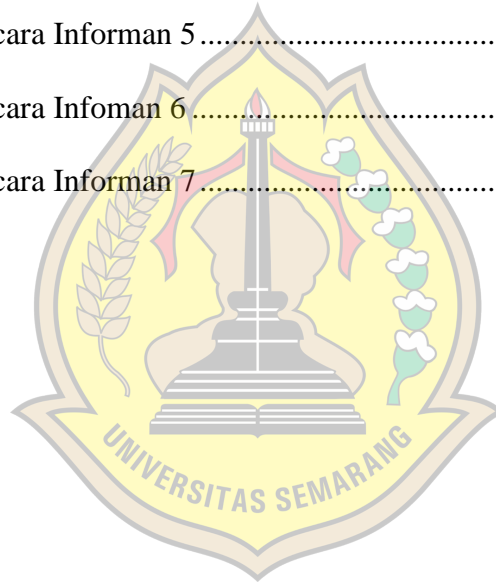 cara Informan 5........................................
cara Infoman 6.........................................
cara Informan 7........................................
UNIVERSITAS SEMARANG